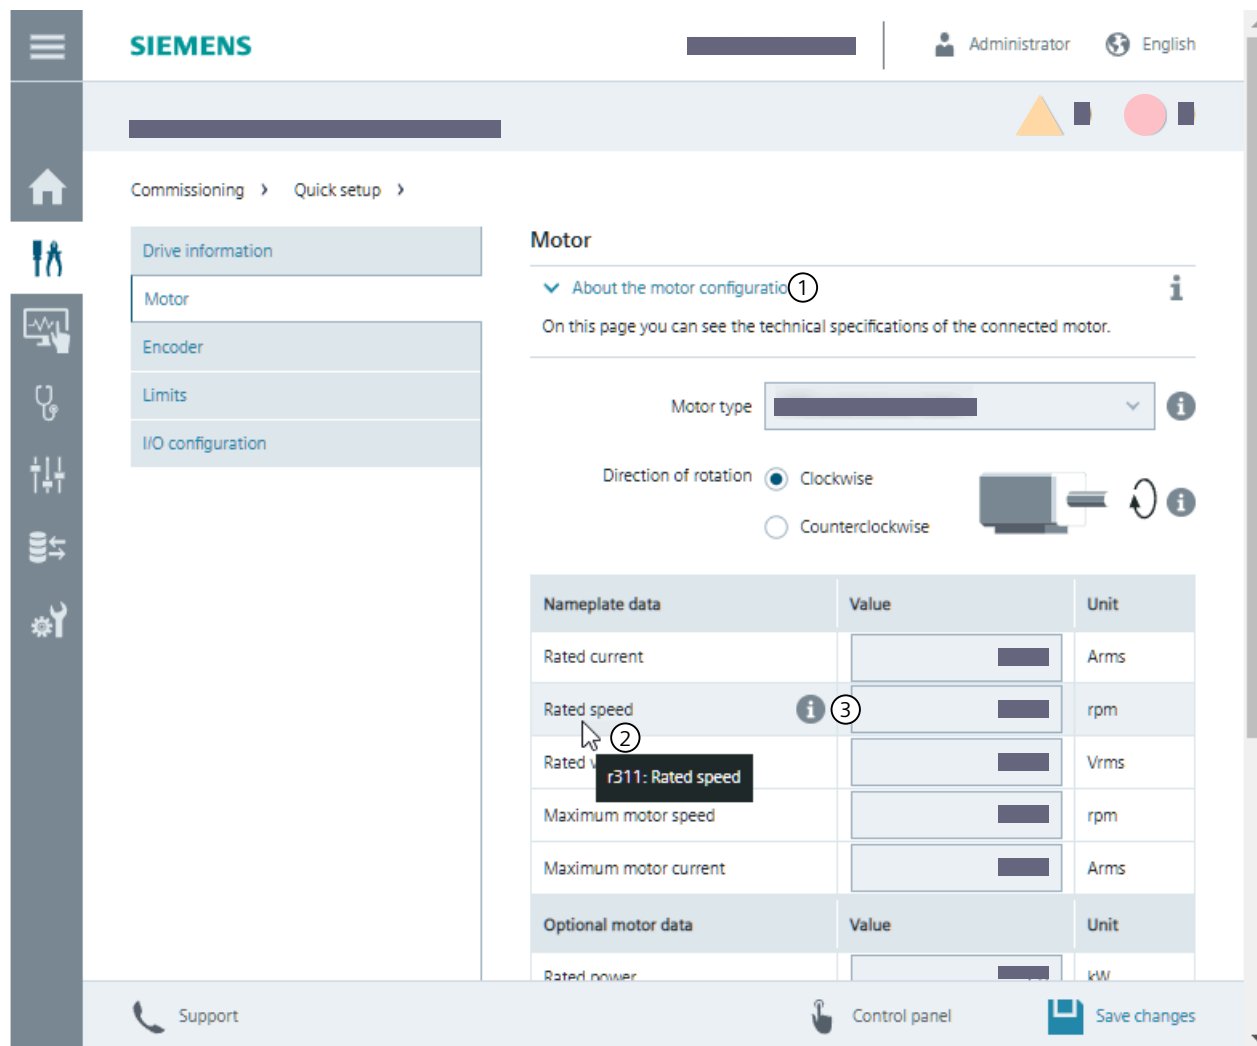 SIEMENS
Administrator
English
Commissioning > Quick setup >
Drive information
Motor
Encoder
Limits
I/O configuration
Motor
About the motor configuratio
1
On this page you can see the technical specifications of the connected motor.
Motor type
Direction of rotation
Clockwise
Counterclockwise
Nameplate data Value Unit
Rated current Arms
Rated speed 3 rpm
2
Rated Vrms
r311: Rated speed
Maximum motor speed rpm
Maximum motor current Arms
Optional motor data Value Unit
Rated power kW
Support
Control panel
Save changes